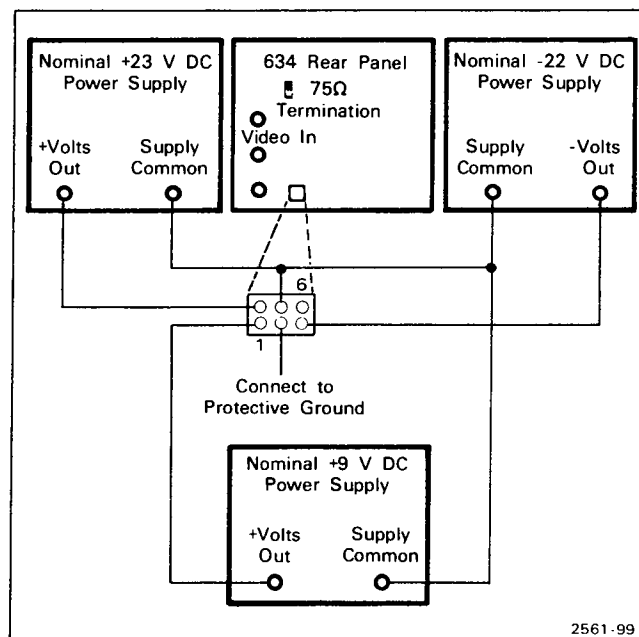 Nominal +23 V DC
Power Supply
+Volts
Out
Supply
Common
634 Rear Panel
75Ω
Termination
Video In
Nominal -22 V DC
Power Supply
Supply
Common
-Volts
Out
6
1
Connect to
Protective Ground
Nominal +9 V DC
Power Supply
+Volts
Out
Supply
Common
2561-99